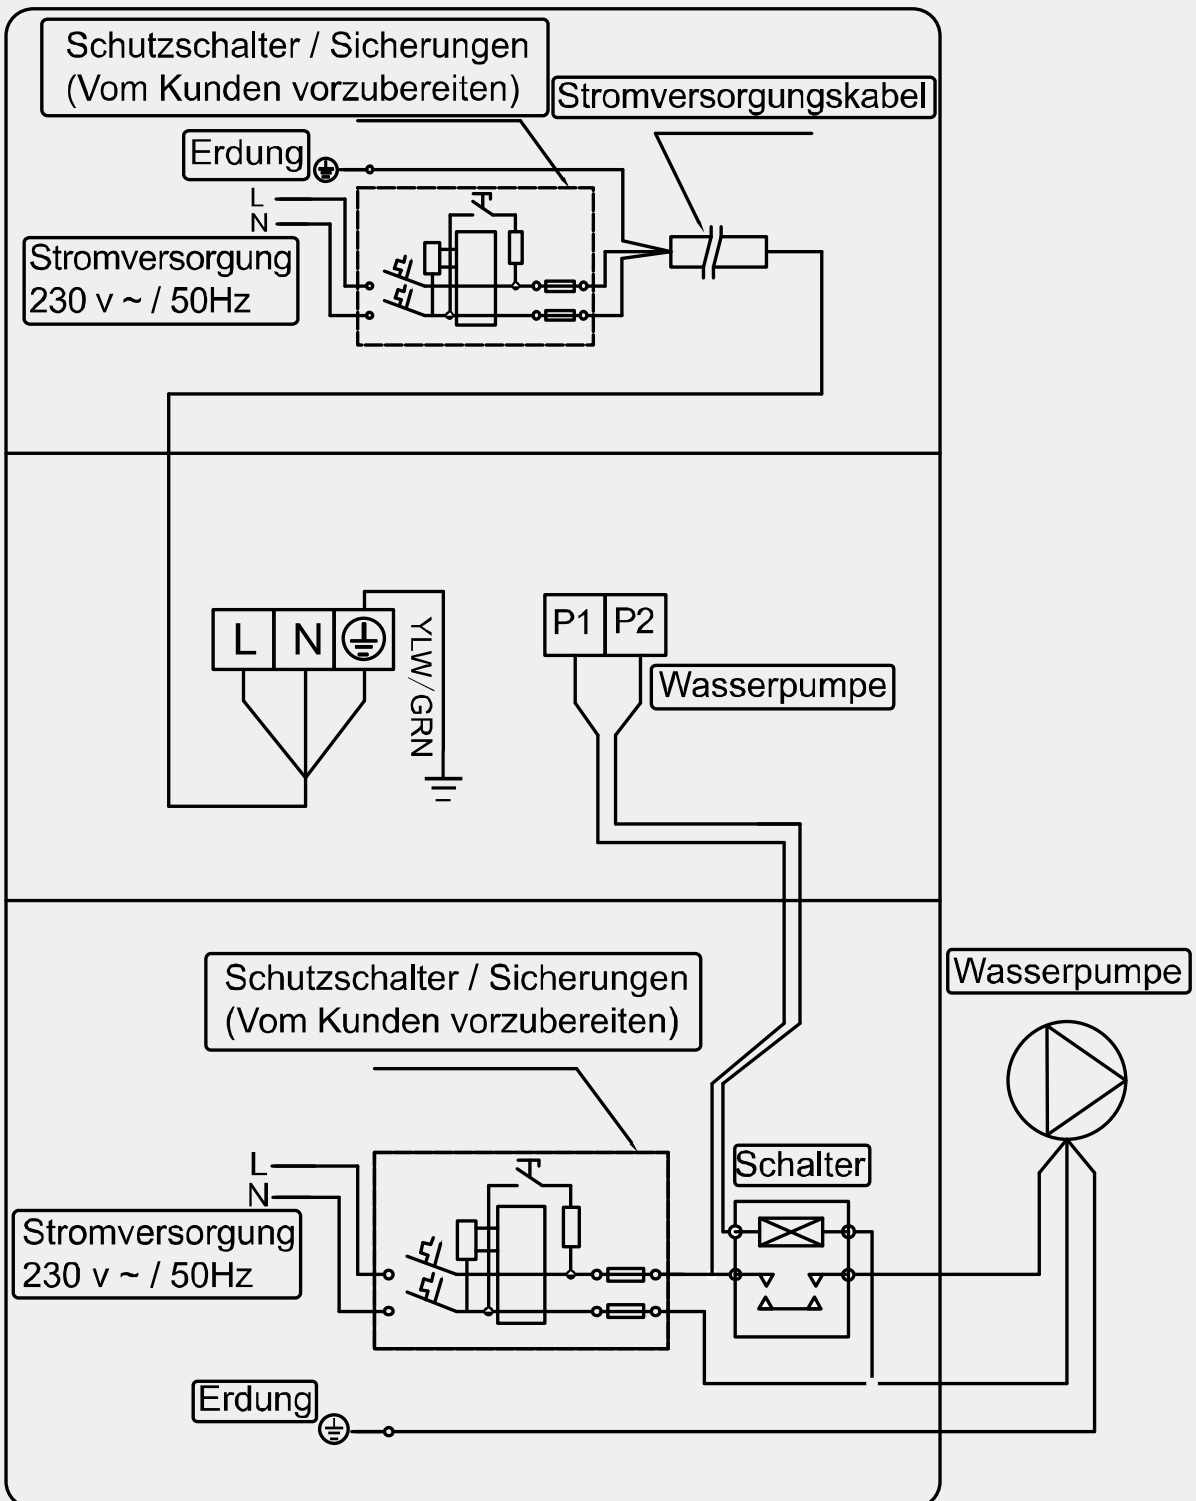 Schutzschalter / Sicherungen
(Vom Kunden vorzubereiten)
Stromversorgungskabel
Erdung
L
N
Stromversorgung
230 v ~ / 50Hz
L N
YLW/GRN
P1 P2
Wasserpumpe
Schutzschalter / Sicherungen
(Vom Kunden vorzubereiten)
Wasserpumpe
Schalter
L
N
Stromversorgung
230 v ~ / 50Hz
Erdung